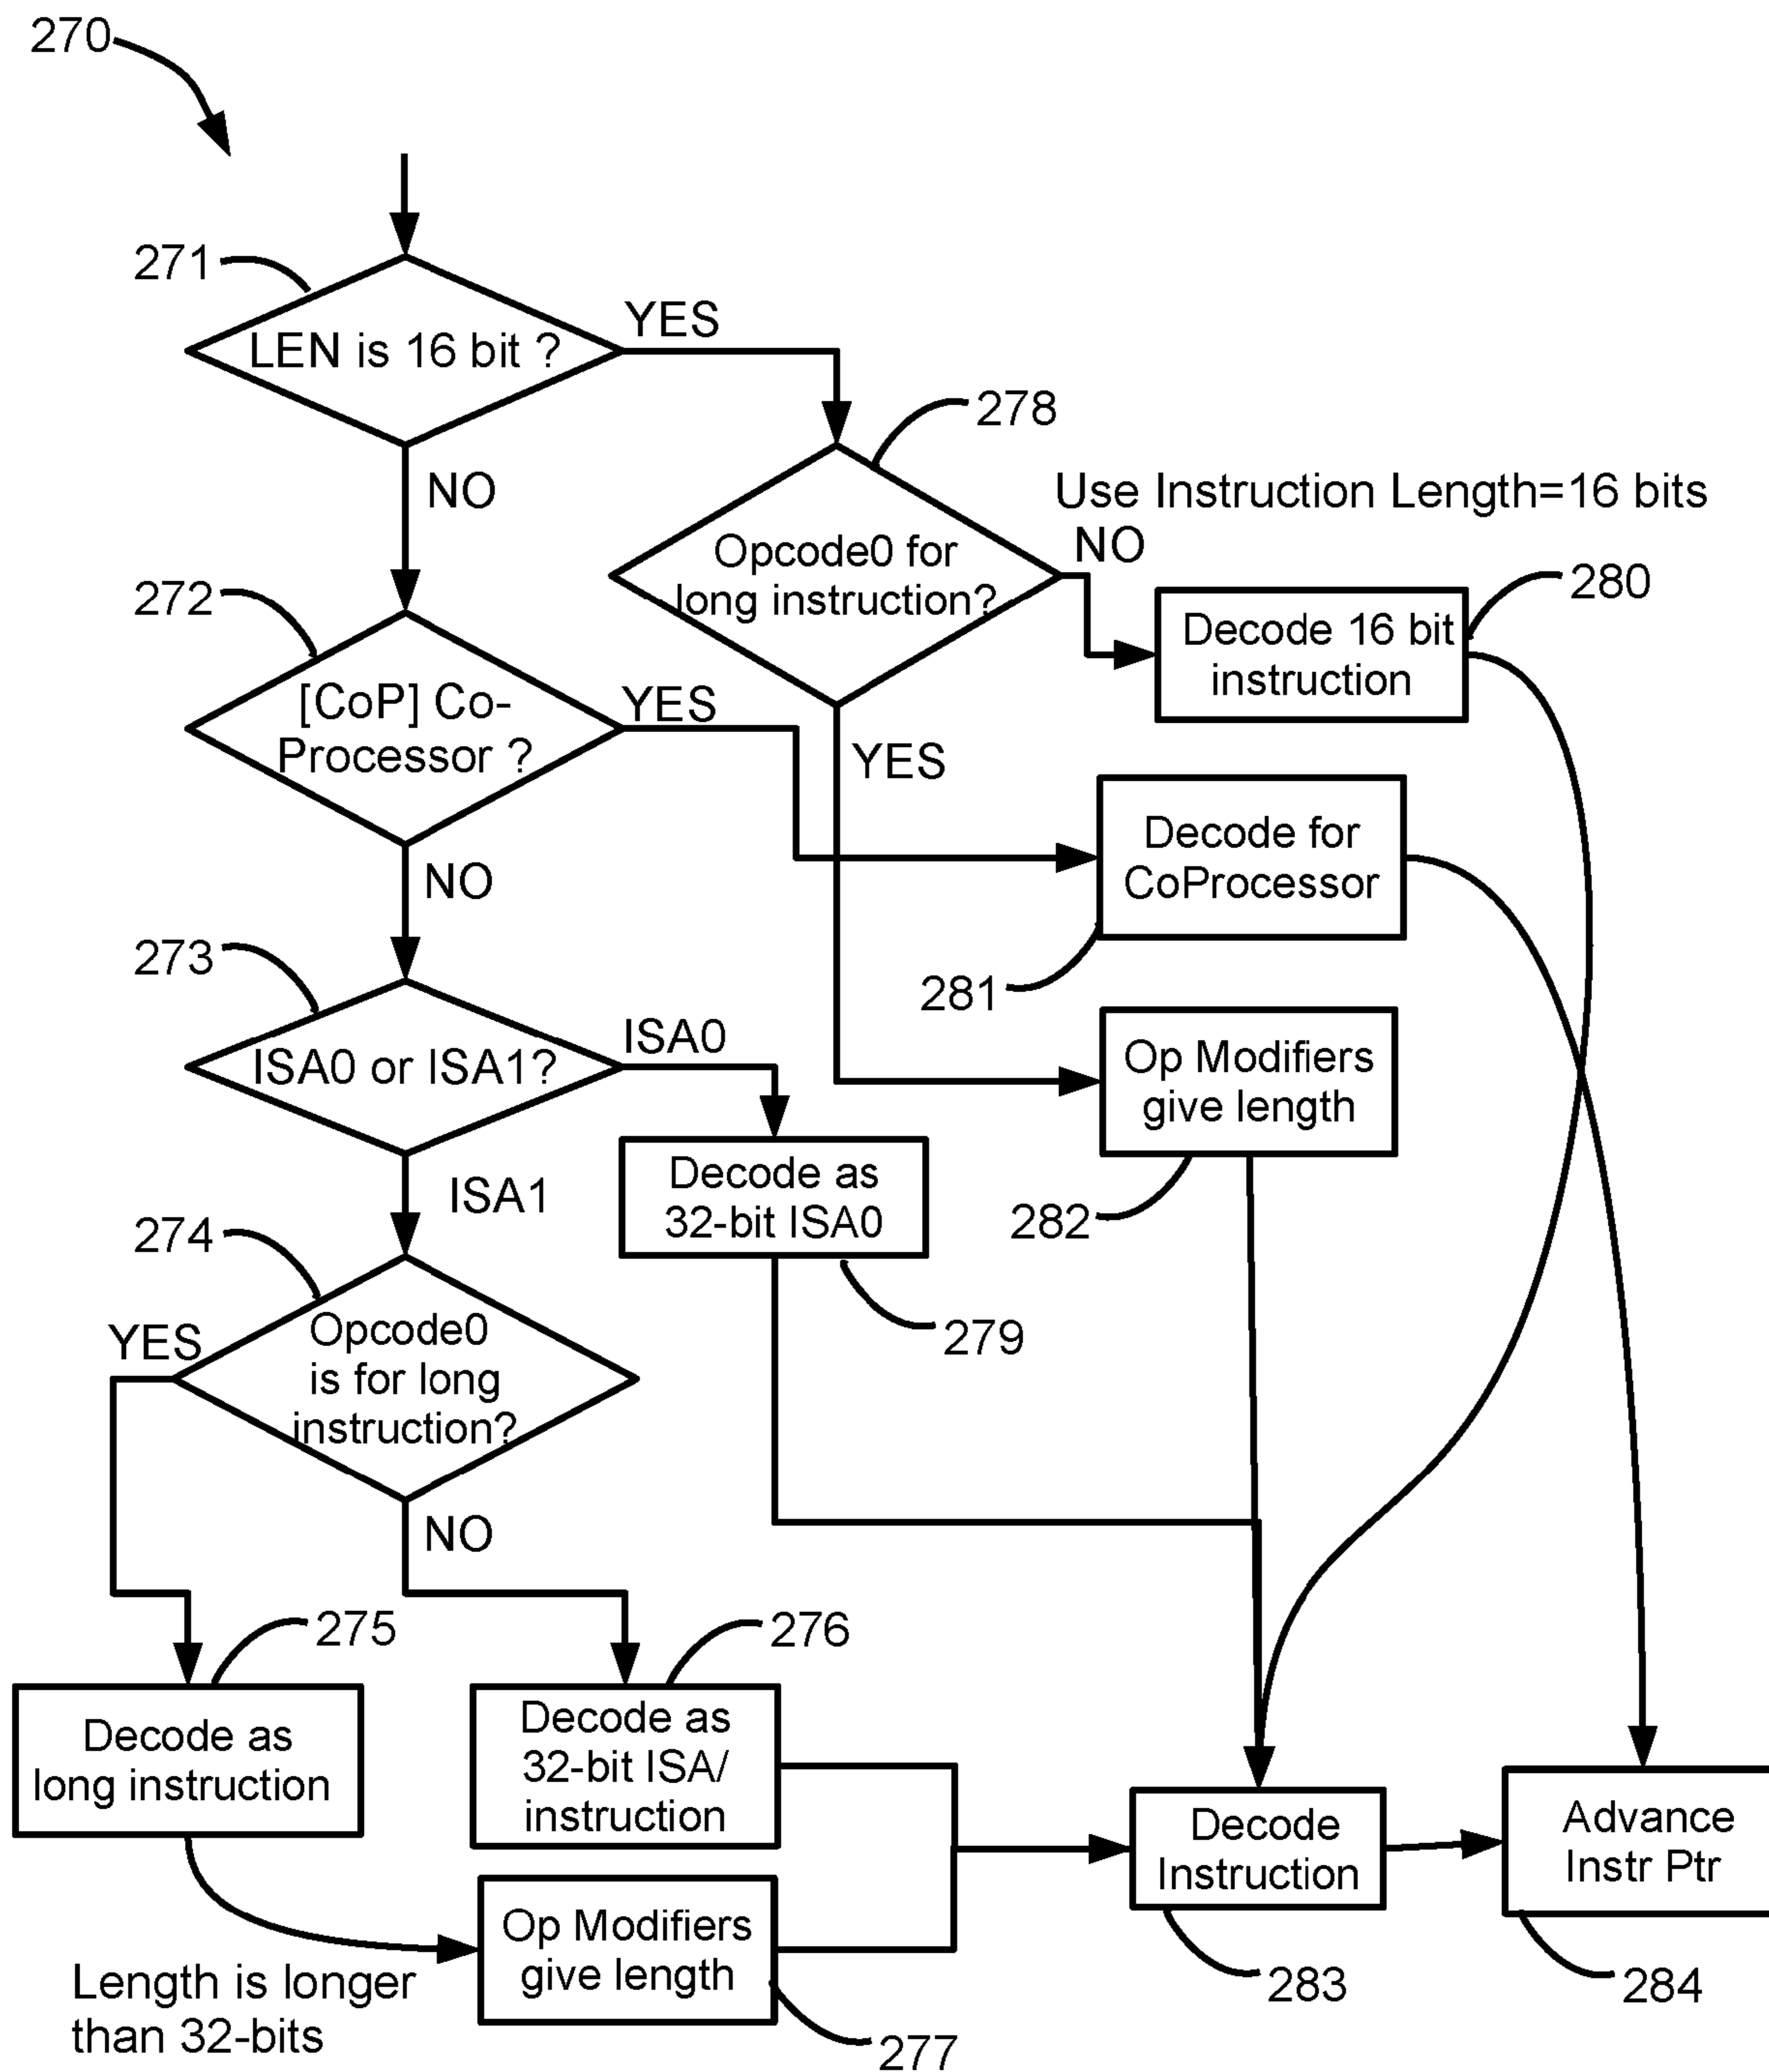 270
271
LEN is 16 bit ?
YES
NO
278
Use Instruction Length=16 bits
NO
Opcode0 for
long instruction?
280
Decode 16 bit
instruction
272
[CoP] Co-
Processor ?
YES
YES
NO
Decode for
CoProcessor
281
273
ISA0 or ISA1?
ISA0
ISA1
Op Modifiers
give length
282
Decode as
32-bit ISA0
279
274
YES
Opcode0
is for long
instruction?
NO
275
276
Decode as
long instruction
Decode as
32-bit ISA/
instruction
Decode
Instruction
Advance
Instr Ptr
Length is longer
than 32-bits
Op Modifiers
give length
283
284
277